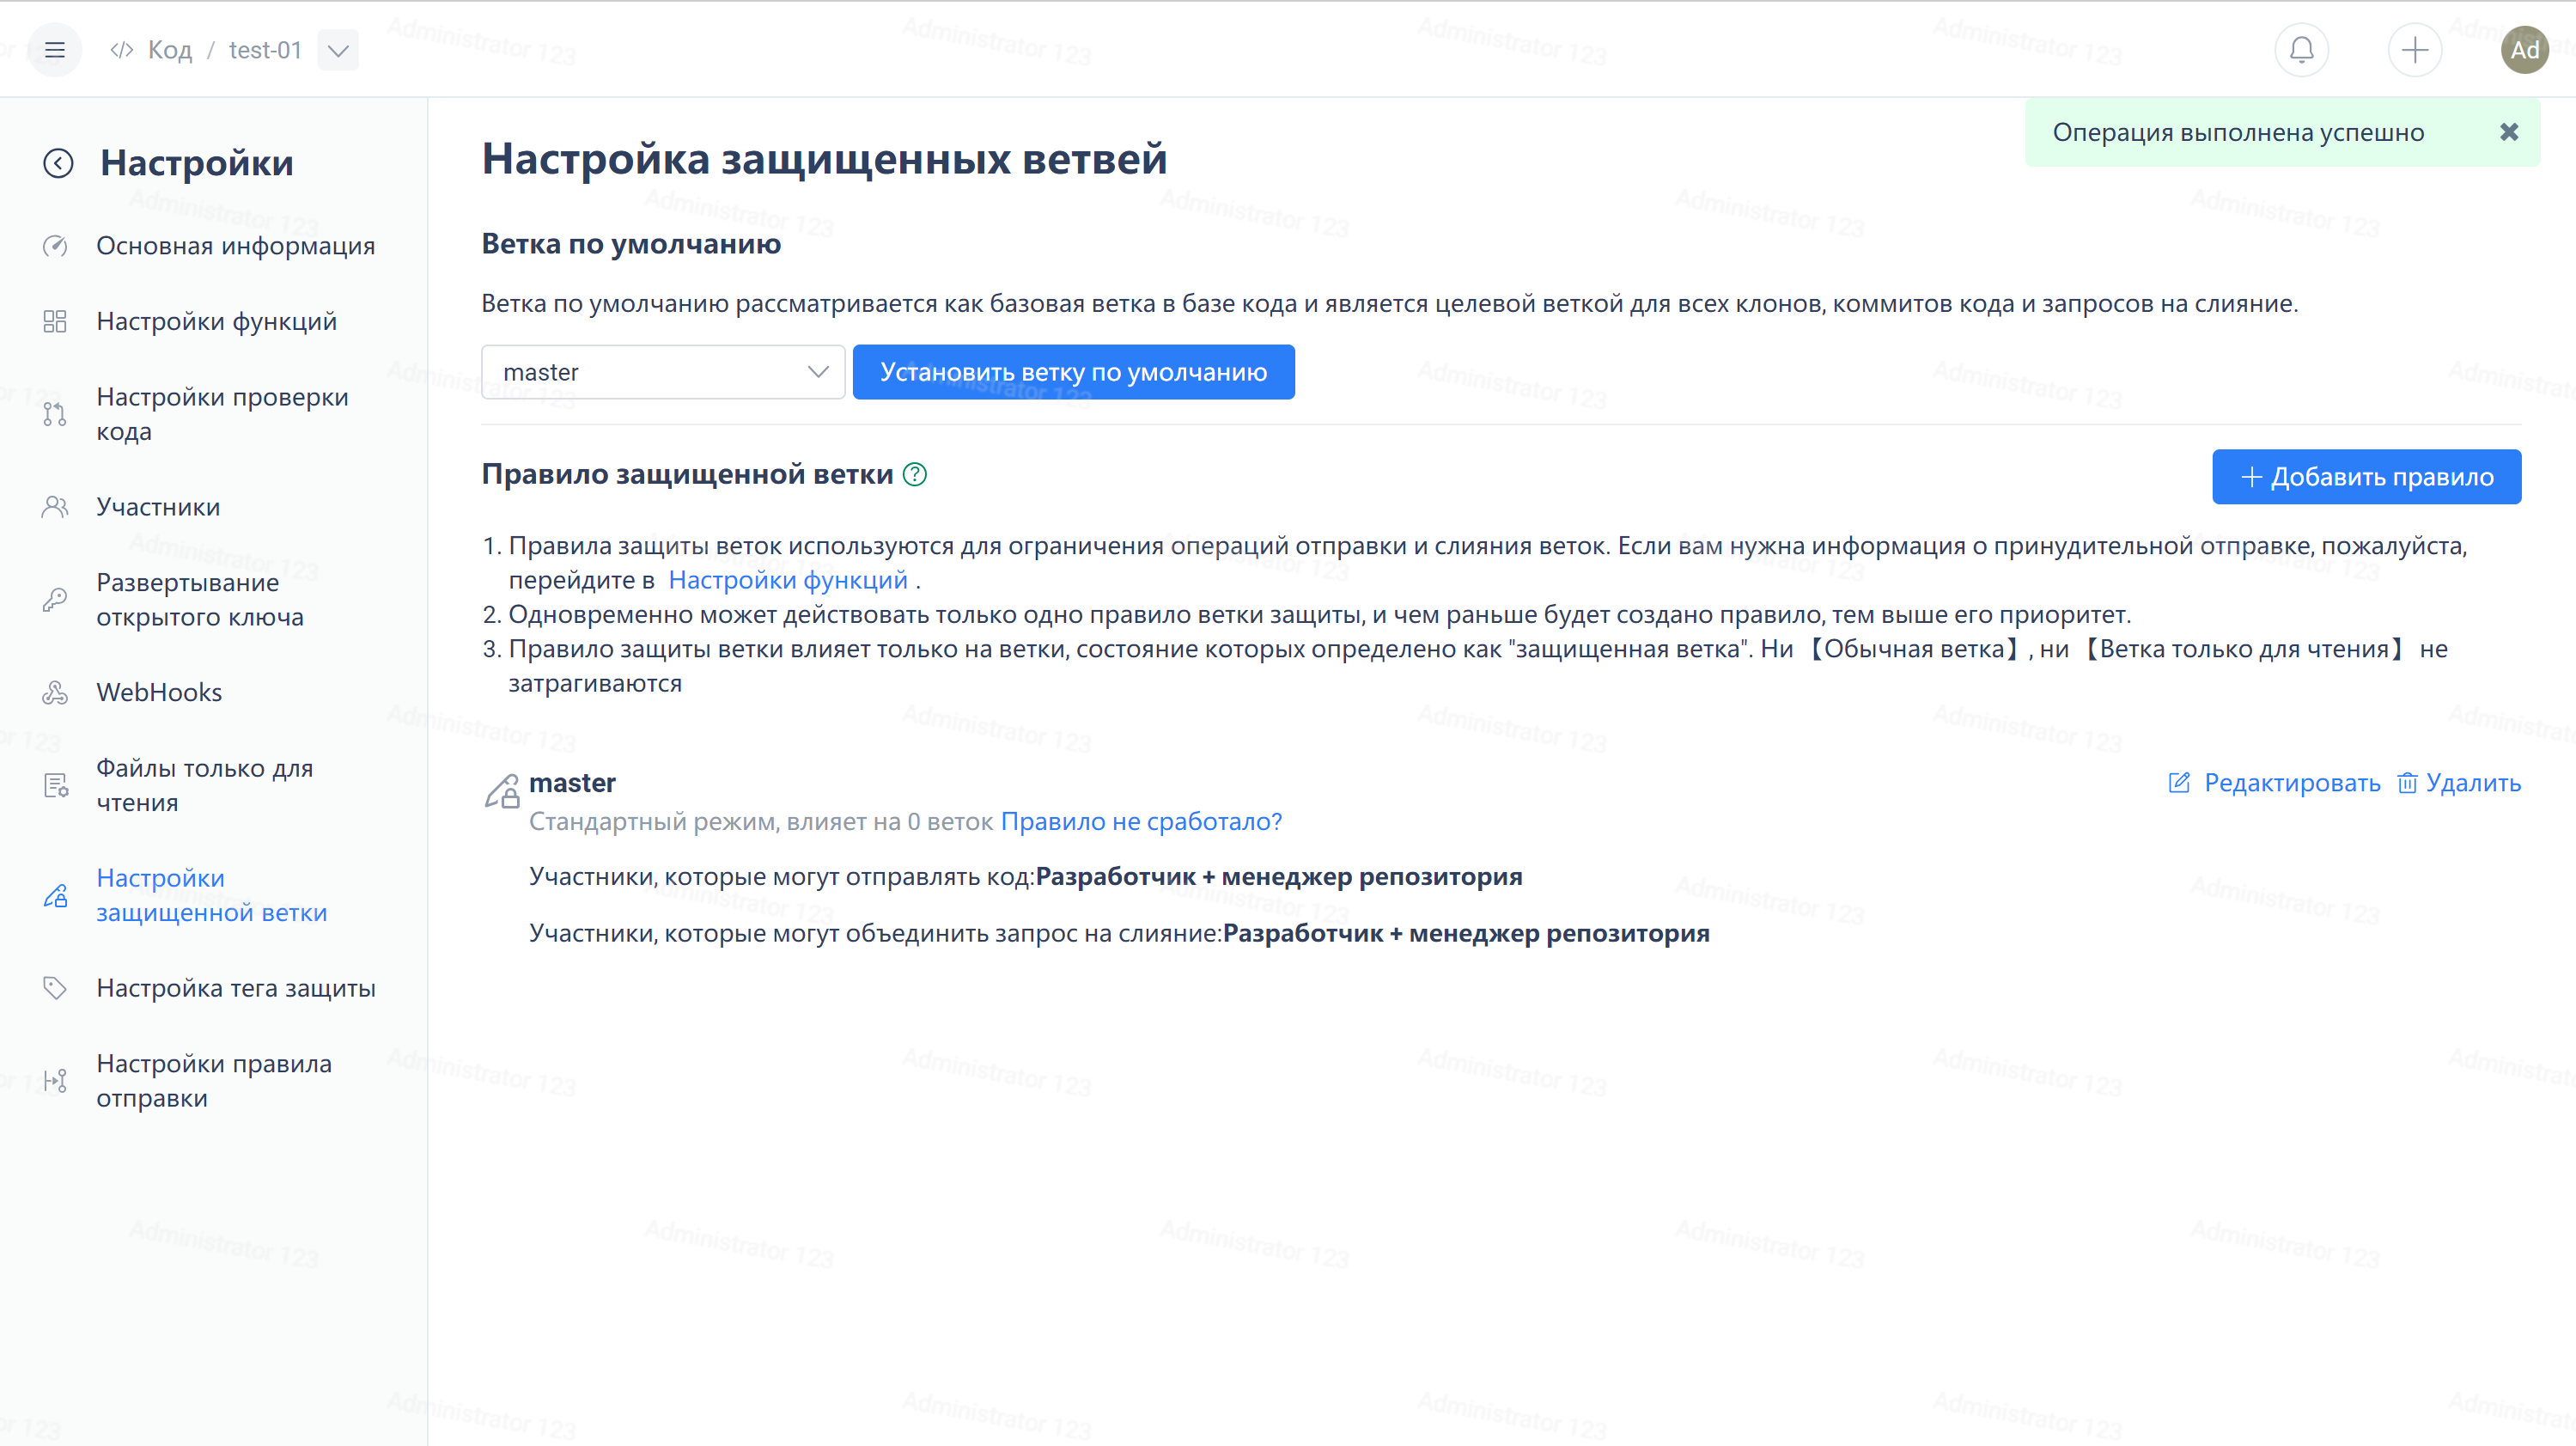 Код / test-01
Ad
Операция выполнена успешно
Настройки
Основная информация
Настройки функций
Настройки проверки
кода
Участники
Развертывание
открытого ключа
WebHooks
Файлы только для
чтения
Настройки
защищенной ветки
Настройка тега защиты
Настройки правила
отправки
Настройка защищенных ветвей
Ветка по умолчанию
Ветка по умолчанию рассматривается как базовая ветка в базе кода и является целевой веткой для всех клонов, коммитов кода и запросов на слияние.
master
Установить ветку по умолчанию
Правило защищенной ветки
Добавить правило
1. Правила защиты веток используются для ограничения операций отправки и слияния веток. Если вам нужна информация о принудительной отправке, пожалуйста,
перейдите в Настройки функций .
2. Одновременно может действовать только одно правило ветки защиты, и чем раньше будет создано правило, тем выше его приоритет.
3. Правило защиты ветки влияет только на ветки, состояние которых определено как "защищенная ветка". Ни 【Обычная ветка】, ни 【Ветка только для чтения】 не
затрагиваются
master
Редактировать Удалить
Стандартный режим, влияет на 0 веток Правило не сработало?
Участники, которые могут отправлять код:Разработчик + менеджер репозитория
Участники, которые могут объединить запрос на слияние:Разработчик + менеджер репозитория
Administrator 123